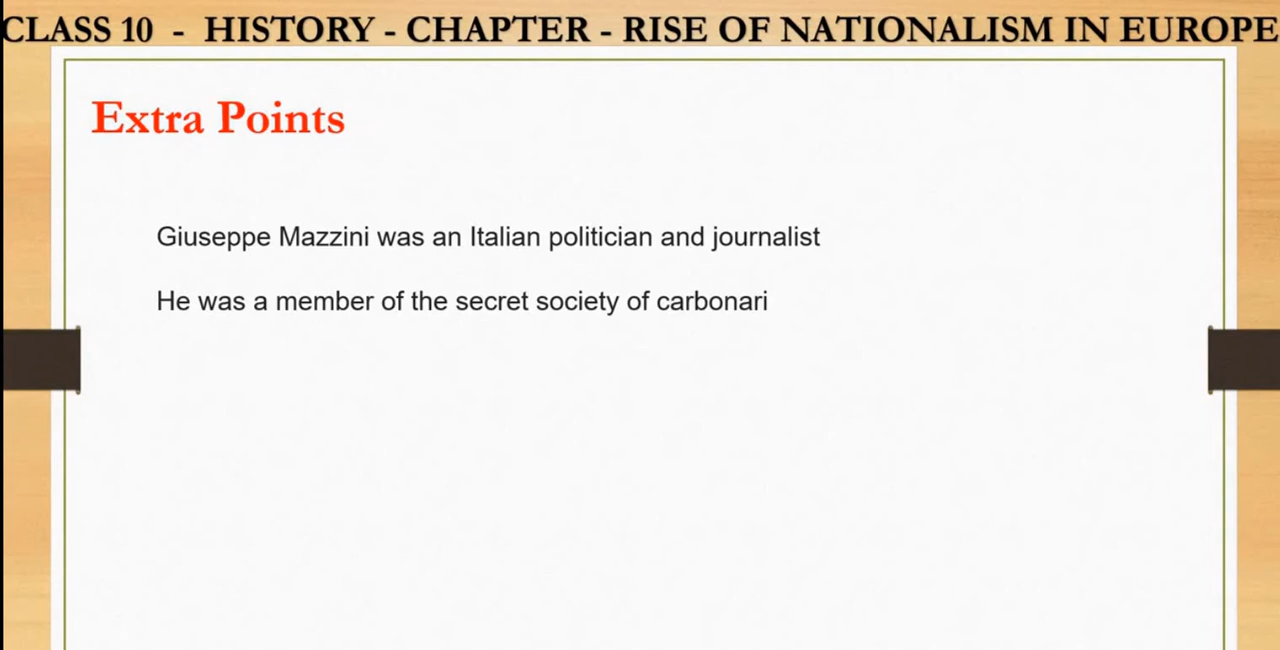 CLASS 10 - HISTORY - CHAPTER - RISE OF NATIONALISM IN EUROPE
Extra Points
Giuseppe Mazzini was an Italian politician and journalist
He was a member of the secret society of carbonari